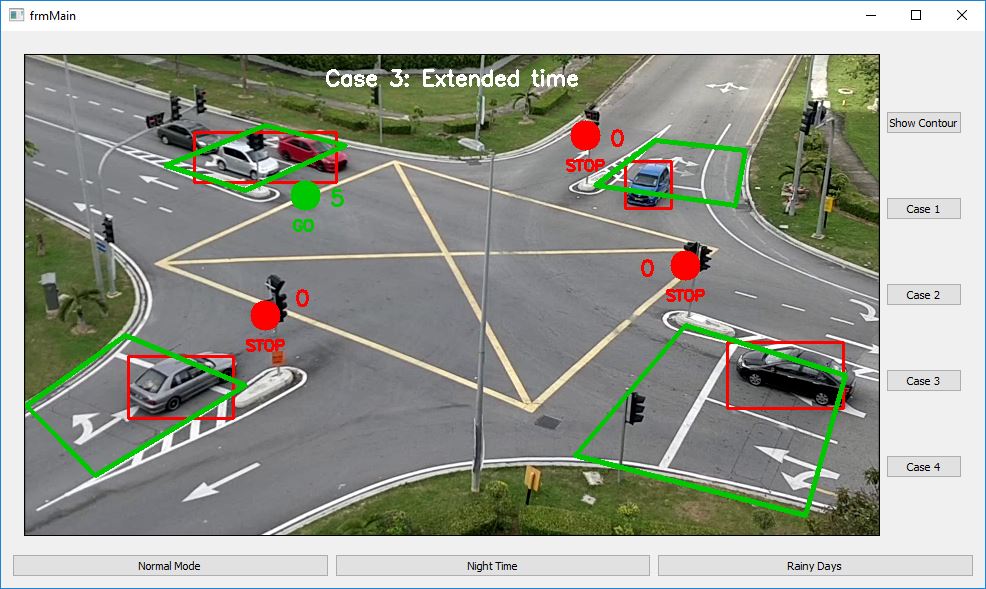 frmMain
Case 3: Extended time
Show Contour
0
STOP
5
GO
Case 1
0
STOP
Case 2
0
STOP
Case 3
Case 4
Normal Mode
Night Time
Rainy Days